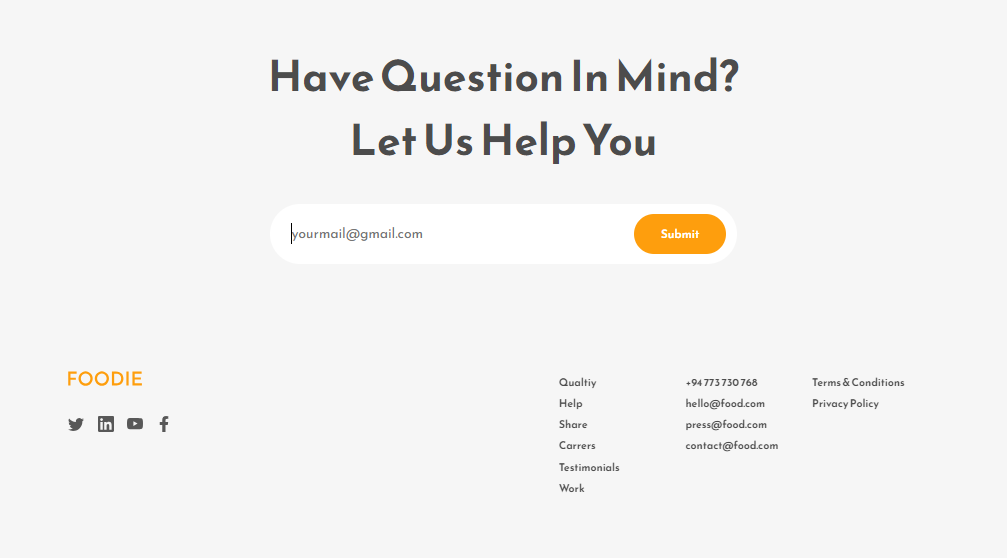 Have Question In Mind?
Let Us Help You
yourmail@gmail.com
Submit
FOODIE
Qualtiy
Help
Share
Carrers
Testimonials
Work
+94 773 730 768
hello@food.com
press@food.com
contact@food.com
Terms & Conditions
Privacy Policy